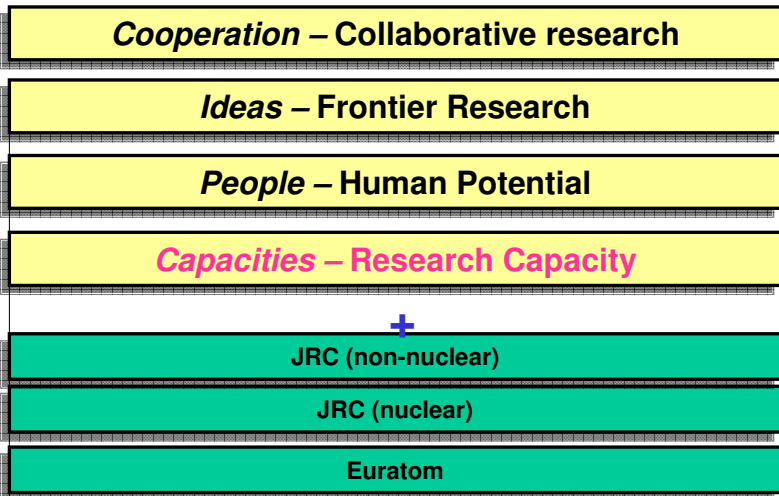 Cooperation – Collaborative research
Ideas – Frontier Research
People – Human Potential
Capacities – Research Capacity
+
JRC (non-nuclear)
JRC (nuclear)
Euratom